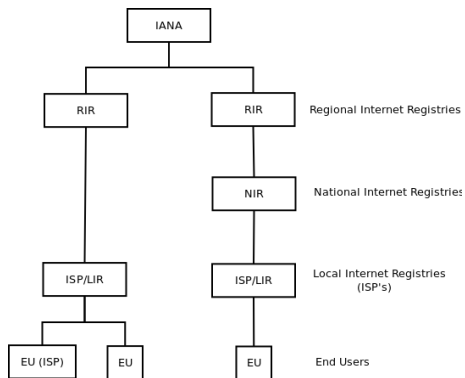 IANA
RIR
RIR
Regional Internet Registries
NIR
National Internet Registries
ISP/LIR
ISP/LIR
Local Internet Registries
(ISP's)
EU (ISP)
EU
EU
End Users